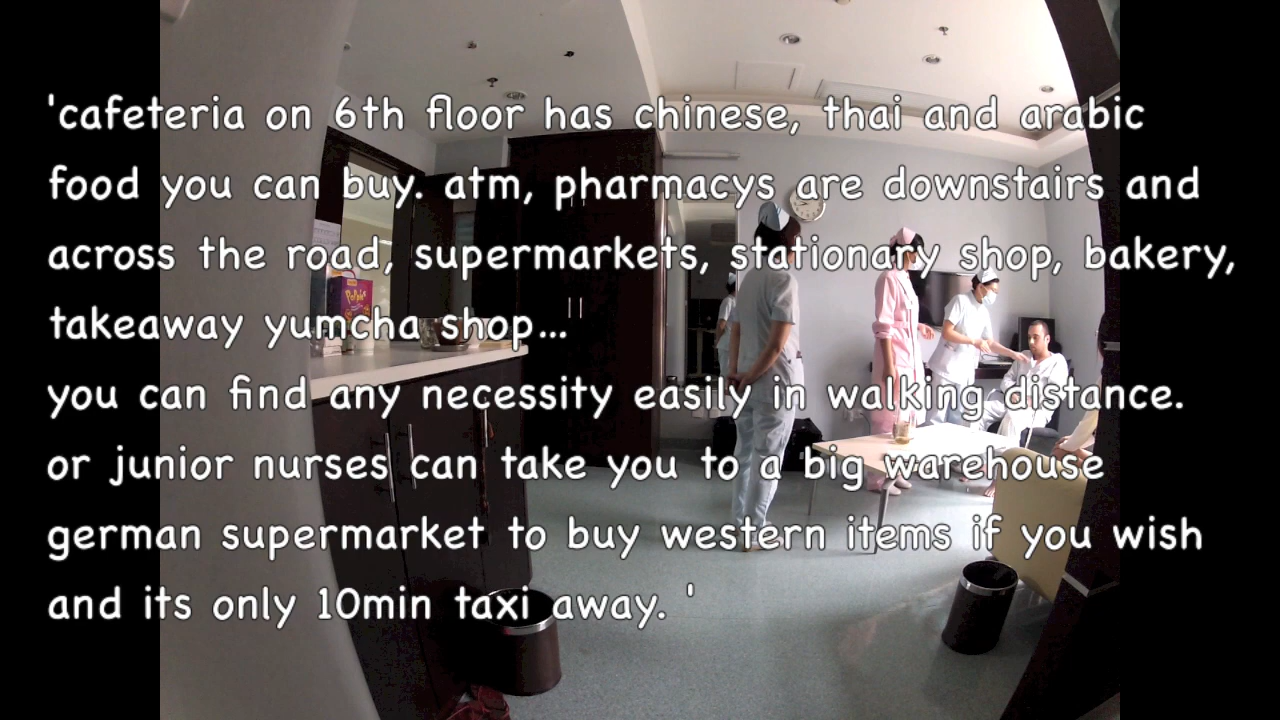 'cafeteria on 6th floor has chinese, thai and arabic
food you can buy. atm, pharmacys are downstairs and
across the road, supermarkets, stationary shop, bakery,
takeaway yumcha shop...
you can find any necessity easily in walking distance.
or junior nurses can take you to a big warehouse
german supermarket to buy western items if you wish
and its only 10min taxi away. '